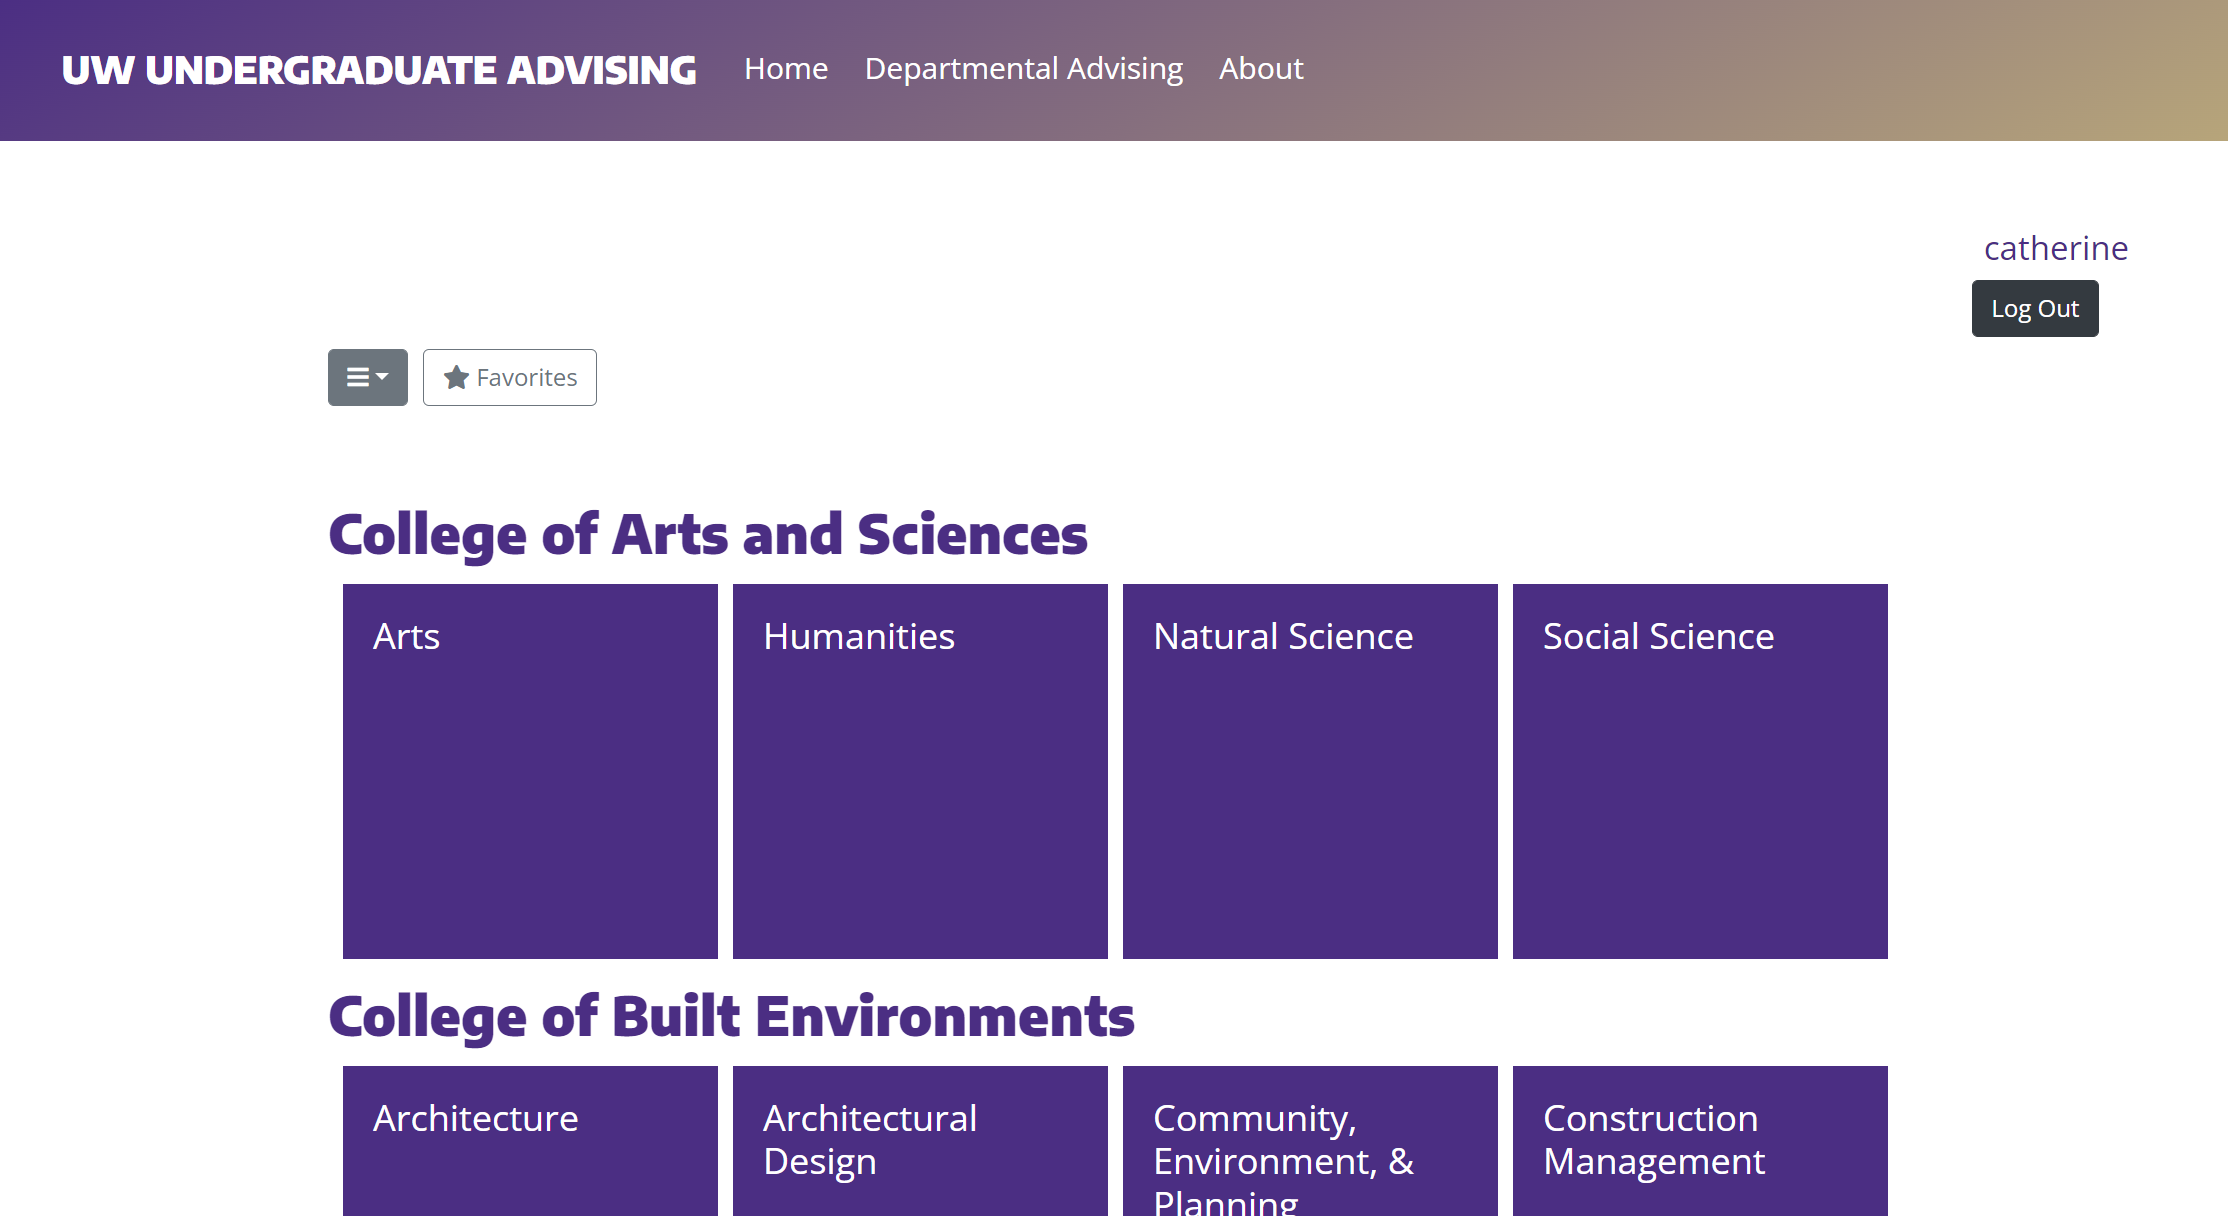 UW UNDERGRADUATE ADVISING Home Departmental Advising About
catherine
Log Out
Favorites
College of Arts and Sciences
Arts
Humanities
Natural Science
Social Science
College of Built Environments
Architecture
Architectural
Design
Community,
Environment, &
Planning
Construction
Management